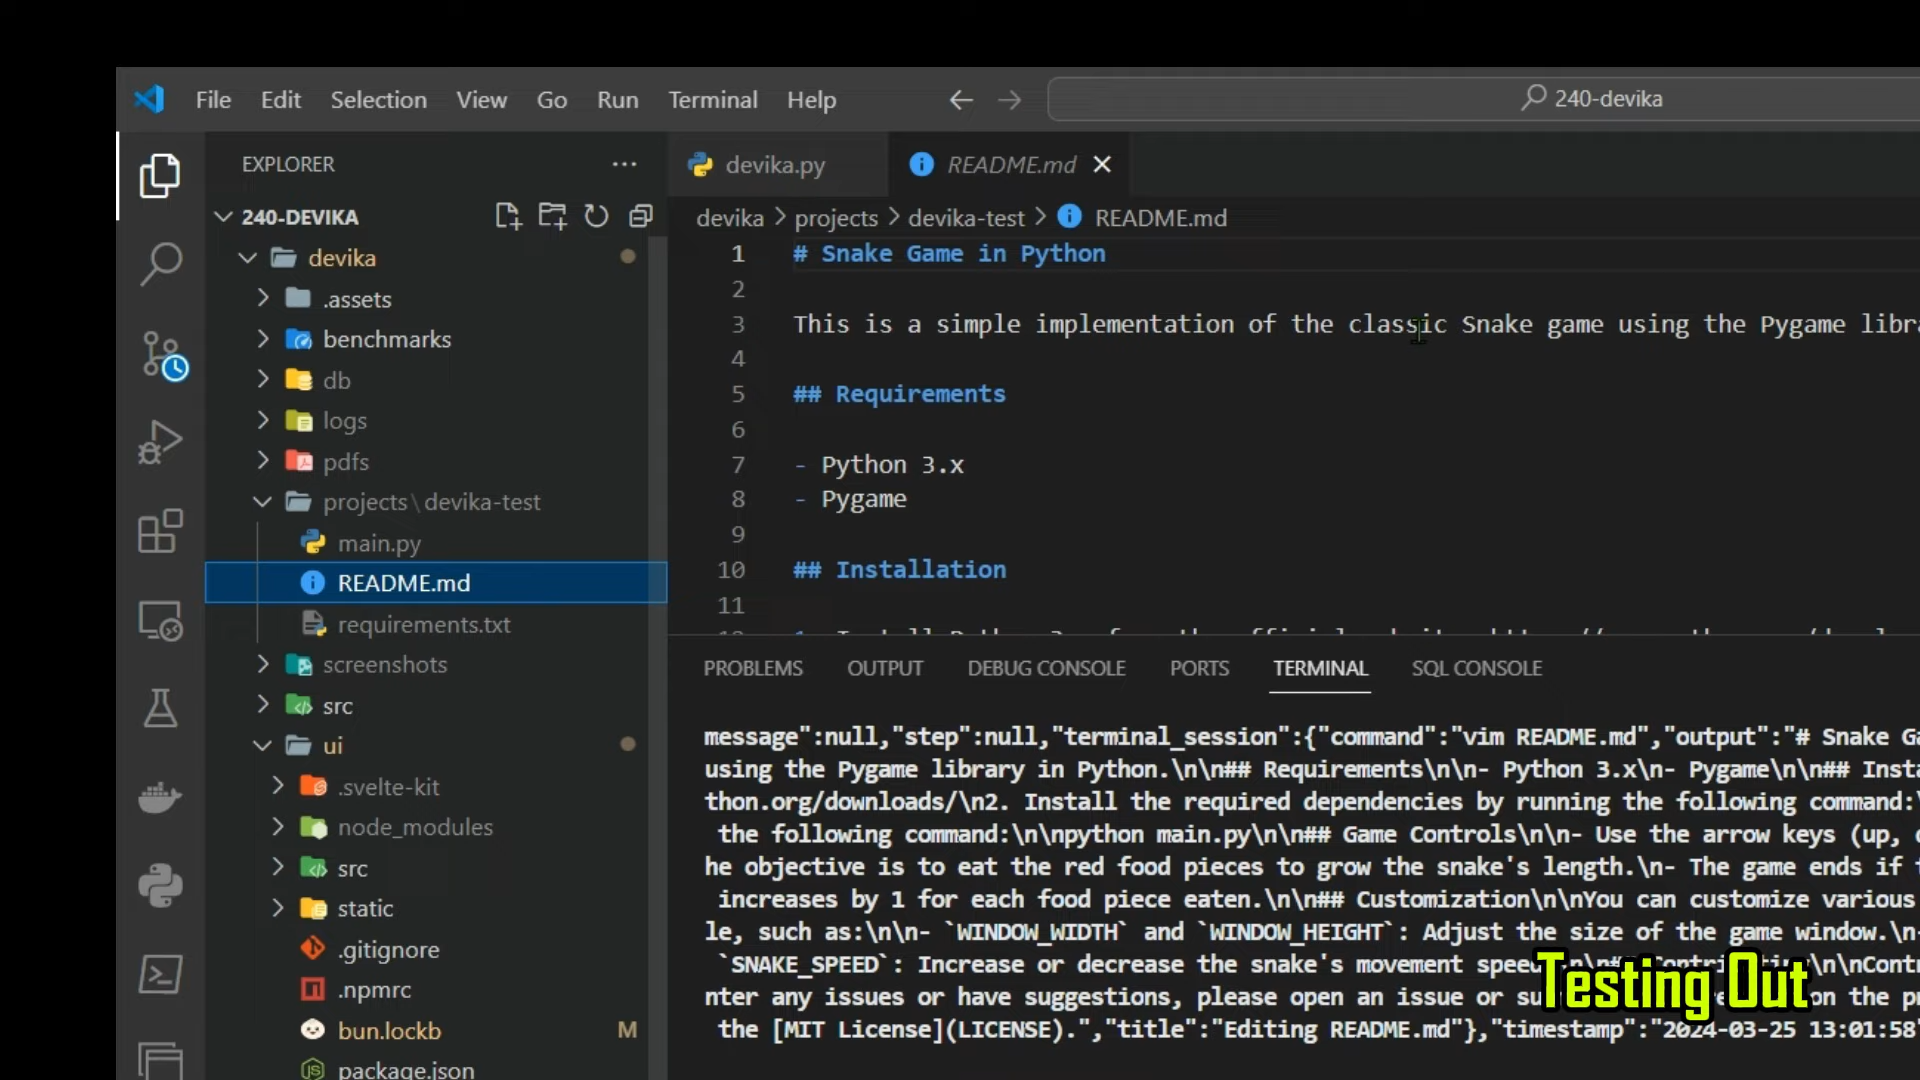 File Edit Selection View Go Run Terminal Help
240-devika
EXPLORER
devika.py
README.md
240-DEVIKA
devika > projects > devika-test > README.md
devika
.assets
benchmarks
db
logs
pdfs
projects\devika-test
main.py
README.md
requirements.txt
screenshots
src
ui
.svelte-kit
node_modules
src
static
.gitignore
.npmrc
bun.lockb M
package.json
1 # Snake Game in Python
2
3 This is a simple implementation of the classic Snake game using the Pygame libra
4
5 ## Requirements
6
7 - Python 3.x
8 - Pygame
9
10 ## Installation
11
PROBLEMS OUTPUT DEBUG CONSOLE PORTS TERMINAL SQL CONSOLE
message":null,"step":null,"terminal_session":{"command":"vim README.md","output":"# Snake Ga
using the Pygame library in Python.\n\n## Requirements\n\n- Python 3.x\n- Pygame\n\n## Inst
thon.org/downloads/\n2. Install the required dependencies by running the following command:\
the following command:\n\npython main.py\n\n## Game Controls\n\n- Use the arrow keys (up,
he objective is to eat the red food pieces to grow the snake's length.\n- The game ends if
increases by 1 for each food piece eaten.\n\n## Customization\n\nYou can customize various
le, such as:\n\n- `WINDOW_WIDTH` and `WINDOW_HEIGHT`: Adjust the size of the game window.\n
`SNAKE_SPEED`: Increase or decrease the snake's movement speed
nter any issues or have suggestions, please open an issue or on the
the [MIT License](LICENSE).","title":"Editing README.md"},"timestamp":"2024-03-25 13:01:58"
Testing Out